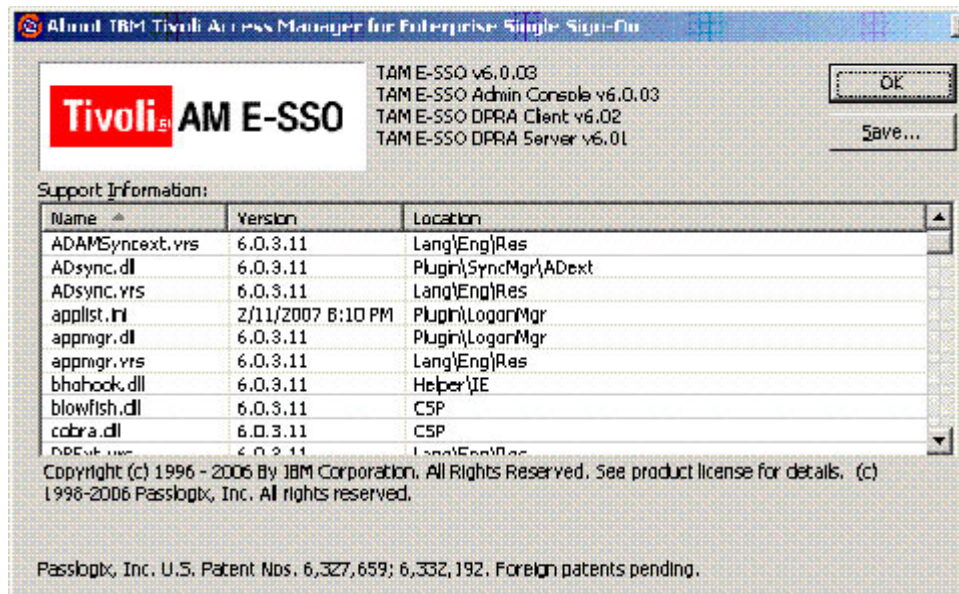 About IBM Tivoli Access Manager for Enterprise Single Sign-On
Tivoli AM E-SSO
TAM E-SSO v6.0.03
TAM E-SSO Admin Console v6.0.03
TAM E-SSO DPRA Client v6.02
TAM E-SSO DPRA Server v6.01
OK
Save...
Support Information:
Name Version Location
ADAMSyncext.vrs 6.0.3.11 Lang\Eng\Res
ADsync.dll 6.0.3.11 Plugin\SyncMgr\ADext
ADsync.vrs 6.0.3.11 Lang\Eng\Res
applist.ini 2/11/2007 8:10 PM Plugin\LogonMgr
appmgr.dll 6.0.3.11 Plugin\LogonMgr
appmgr.vrs 6.0.3.11 Lang\Eng\Res
bhohook.dll 6.0.3.11 Helper\IE
blowfish.dll 6.0.3.11 CSP
cobra.dll 6.0.3.11 CSP
6.0.3.11 Lang\Eng\Res
Copyright (c) 1996 - 2006 By IBM Corporation. All Rights Reserved. See product license for details. (c)
1998-2006 Passlogix, Inc. All rights reserved.
Passlogix, Inc. U.S. Patent Nos. 6,327,659; 6,332,192. Foreign patents pending.